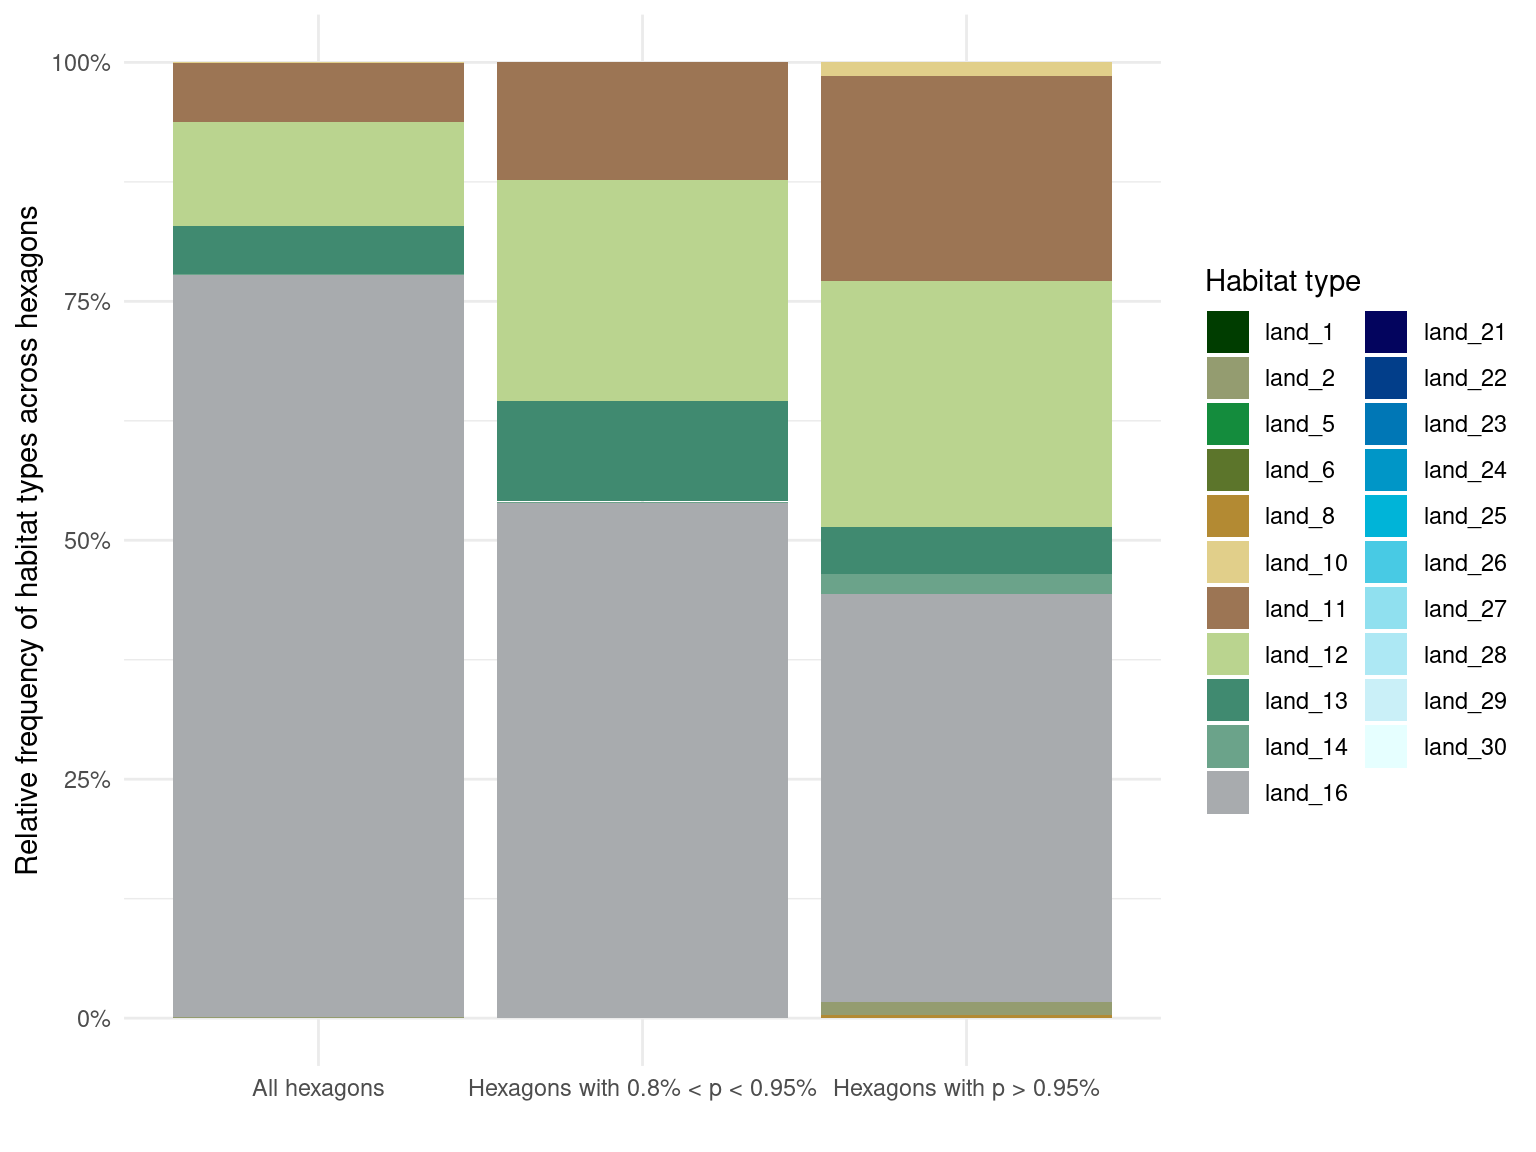 Relative frequency of habitat types across hexagons
100%
75%
50%
25%
0%
All hexagons
Hexagons with 0.8% < p < 0.95%
Hexagons with p > 0.95%
Habitat type
land_1
land_2
land_5
land_6
land_8
land_10
land_11
land_12
land_13
land_14
land_16
land_21
land_22
land_23
land_24
land_25
land_26
land_27
land_28
land_29
land_30